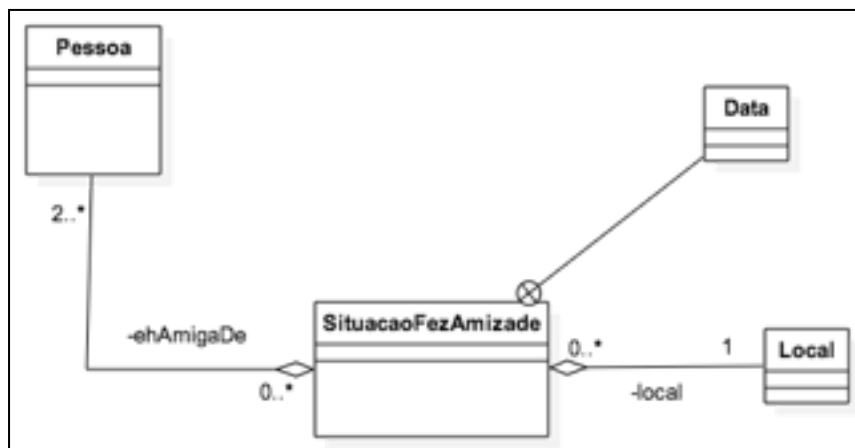 Pessoa
Data
2..*
SituacaoFezAmizade
-ehAmigaDe
0..*
1
Local
0..*
-local